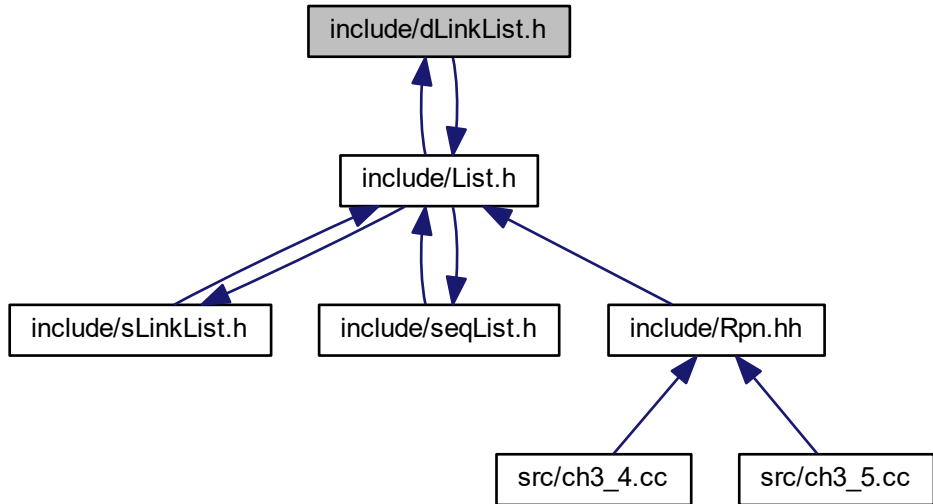 include/dLinkList.h
include/List.h
include/sLinkList.h
include/seqList.h
include/Rpn.hh
src/ch3_4.cc
src/ch3_5.cc